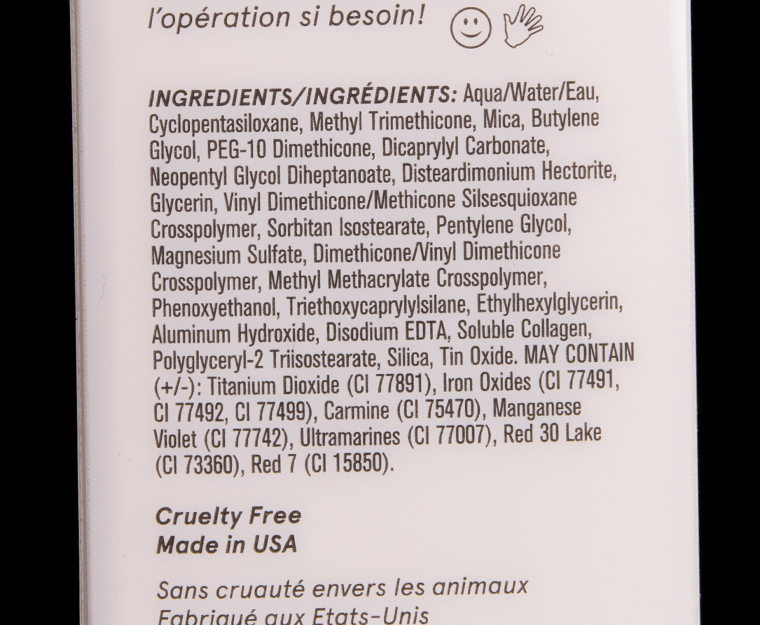 l'opération si besoin!
INGREDIENTS/INGRÉDIENTS: Aqua/Water/Eau,
Cyclopentasiloxane, Methyl Trimethicone, Mica, Butylene
Glycol, PEG-10 Dimethicone, Dicaprylyl Carbonate,
Neopentyl Glycol Diheptanoate, Disteardimonium Hectorite,
Glycerin, Vinyl Dimethicone/Methicone Silsesquioxane
Crosspolymer, Sorbitan Isostearate, Pentylene Glycol,
Magnesium Sulfate, Dimethicone/Vinyl Dimethicone
Crosspolymer, Methyl Methacrylate Crosspolymer,
Phenoxyethanol, Triethoxycaprylylsilane, Ethylhexylglycerin,
Aluminum Hydroxide, Disodium EDTA, Soluble Collagen,
Polyglyceryl-2 Triisostearate, Silica, Tin Oxide. MAY CONTAIN
(+/-): Titanium Dioxide (CI 77891), Iron Oxides (CI 77491,
CI 77492, CI 77499), Carmine (CI 75470), Manganese
Violet (CI 77742), Ultramarines (CI 77007), Red 30 Lake
(CI 73360), Red 7 (CI 15850).
Cruelty Free
Made in USA
Sans cruauté envers les animaux
Fabriqué aux Etats-Unis